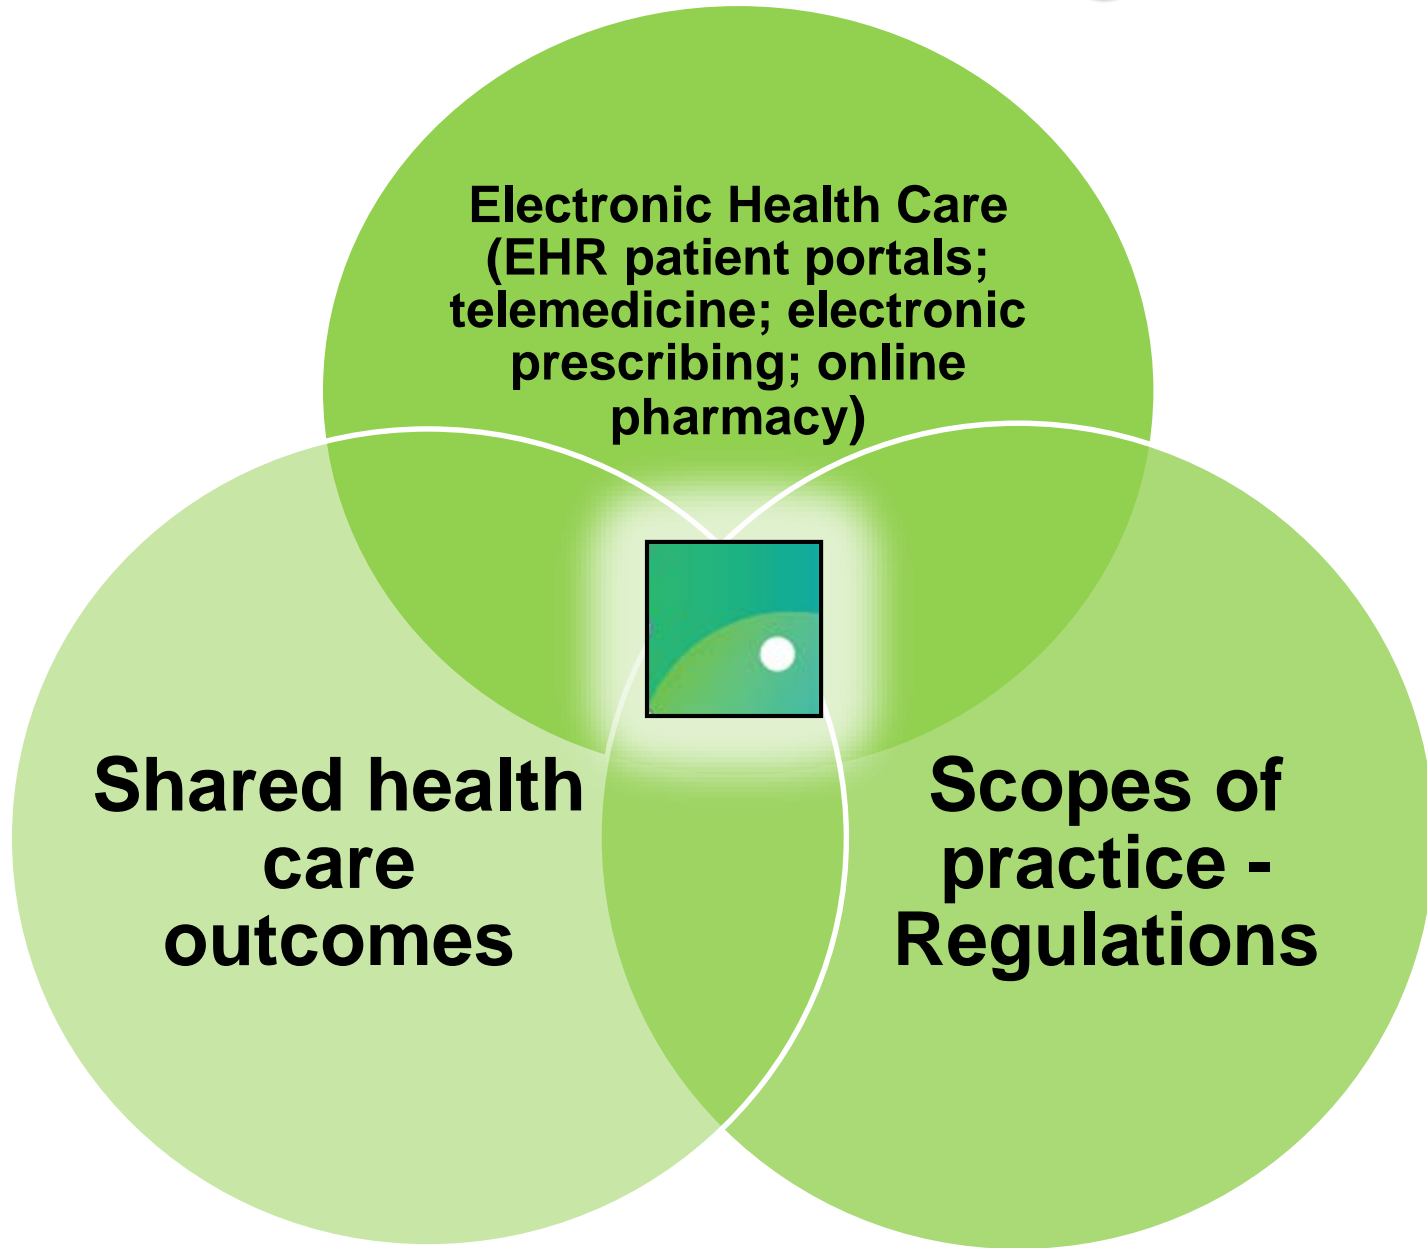 Electronic Health Care
(EHR patient portals;
telemedicine; electronic
prescribing; online
pharmacy)
Shared health
care
outcomes
Scopes of
practice -
Regulations